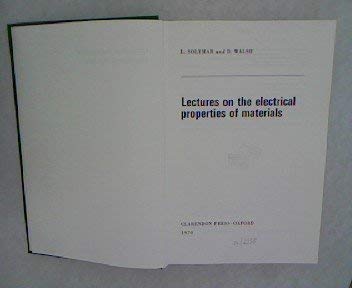 L. SOLYMAR and D. WALSH
Lectures on the electrical
properties of materials
CLARENDON PRESS · OXFORD
1970